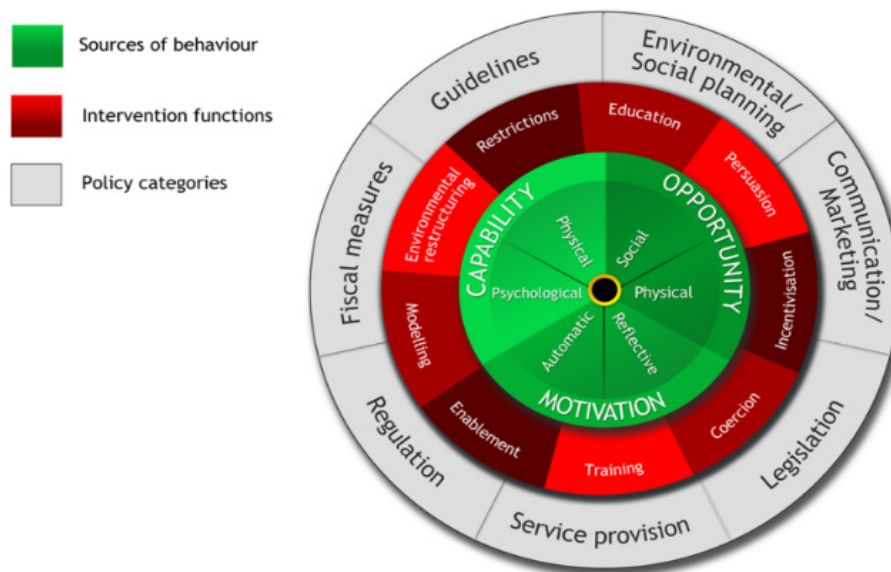 Sources of behaviour
Intervention functions
Policy categories
Guidelines
Environmental/
Social planning
Communication/
Marketing
Legislation
Service provision
Regulation
Fiscal measures
Restrictions
Education
Persuasion
Incentivisation
Coercion
Training
Enablement
Modelling
Environmental
restructuring
CAPABILITY
OPPORTUNITY
MOTIVATION
Physical
Social
Physical
Reflective
Automatic
Psychological